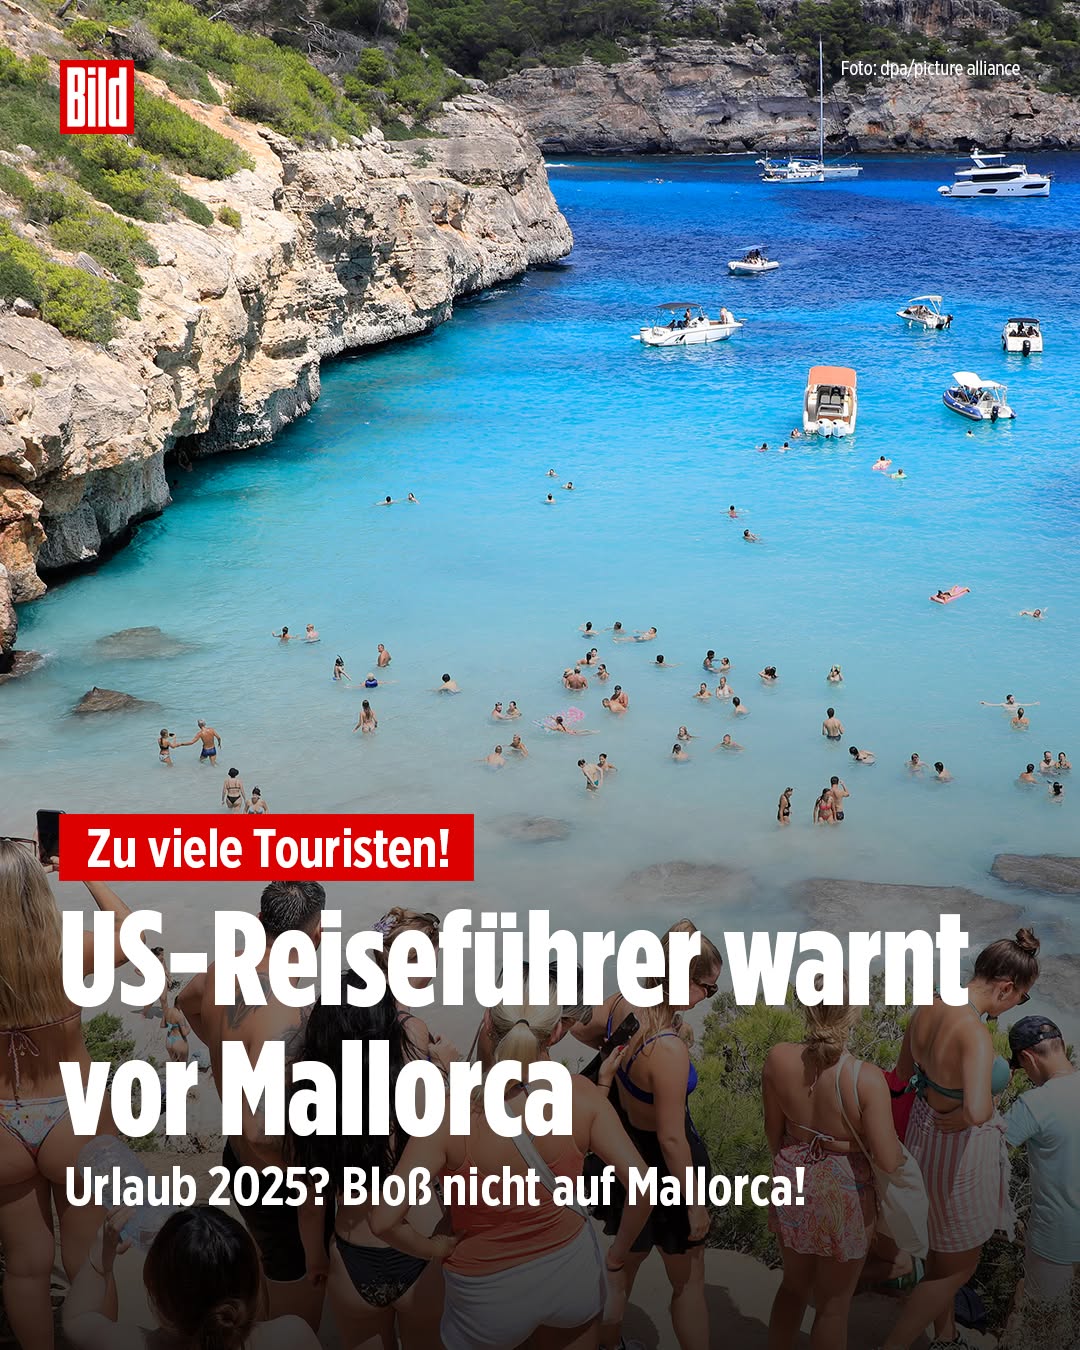 Bild
Foto: dpa/picture alliance
Zu viele Touristen!
US-Reiseführer warnt
vor Mallorca
Urlaub 2025? Bloß nicht auf Mallorca!